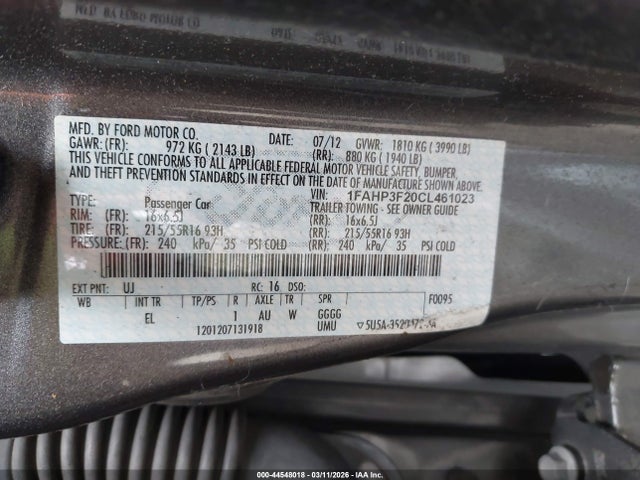 MFD. BY FORD MOTOR CO.
MFD. BY FORD MOTOR CO. DATE: 07/12 GVWR: 1810 KG ( 3990 LB)
GAWR: (FR): 972 KG ( 2143 LB) (RR): 880 KG ( 1940 LB)
THIS VEHICLE CONFORMS TO ALL APPLICABLE FEDERAL MOTOR VEHICLE SAFETY, BUMPER,
AND THEFT PREVENTION STANDARDS IN EFFECT ON THE DATE OF MANUFACTURE SHOWN ABOVE.
VIN: 1FAHP3F20CL461023
TYPE: Passenger Car TRAILER TOWING - SEE OWNER GUIDE
RIM: (FR): 16x6.5J (RR): 16x6.5J
TIRE: (FR): 215/55R16 93H (RR): 215/55R16 93H
PRESSURE: (FR): 240 kPa/ 35 PSI COLD (RR): 240 kPa/ 35 PSI COLD
EXT PNT: UJ RC: 16 DSO: F0095
WB INT TR TP/PS R AXLE TR SPR
EL 1 AU W GGGG
1201207131918 UMU
000-44548018 - 03/11/2026 - IAA Inc.